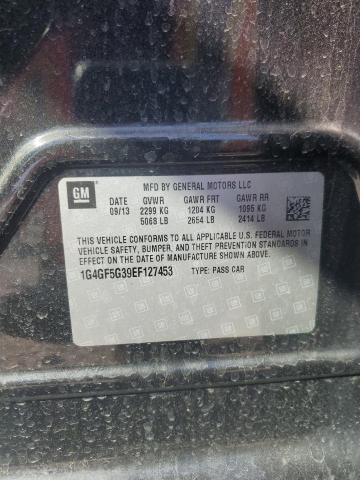 GM
MFD BY GENERAL MOTORS LLC
DATE GVWR GAWR FRT GAWR RR
09/13 2299 KG 1204 KG 1095 KG
5068 LB 2654 LB 2414 LB
THIS VEHICLE CONFORMS TO ALL APPLICABLE U.S. FEDERAL MOTOR
VEHICLE SAFETY, BUMPER, AND THEFT PREVENTION STANDARDS IN
EFFECT ON THE DATE OF MANUFACTURE SHOWN ABOVE.
1G4GF5G39EF127453 TYPE: PASS CAR